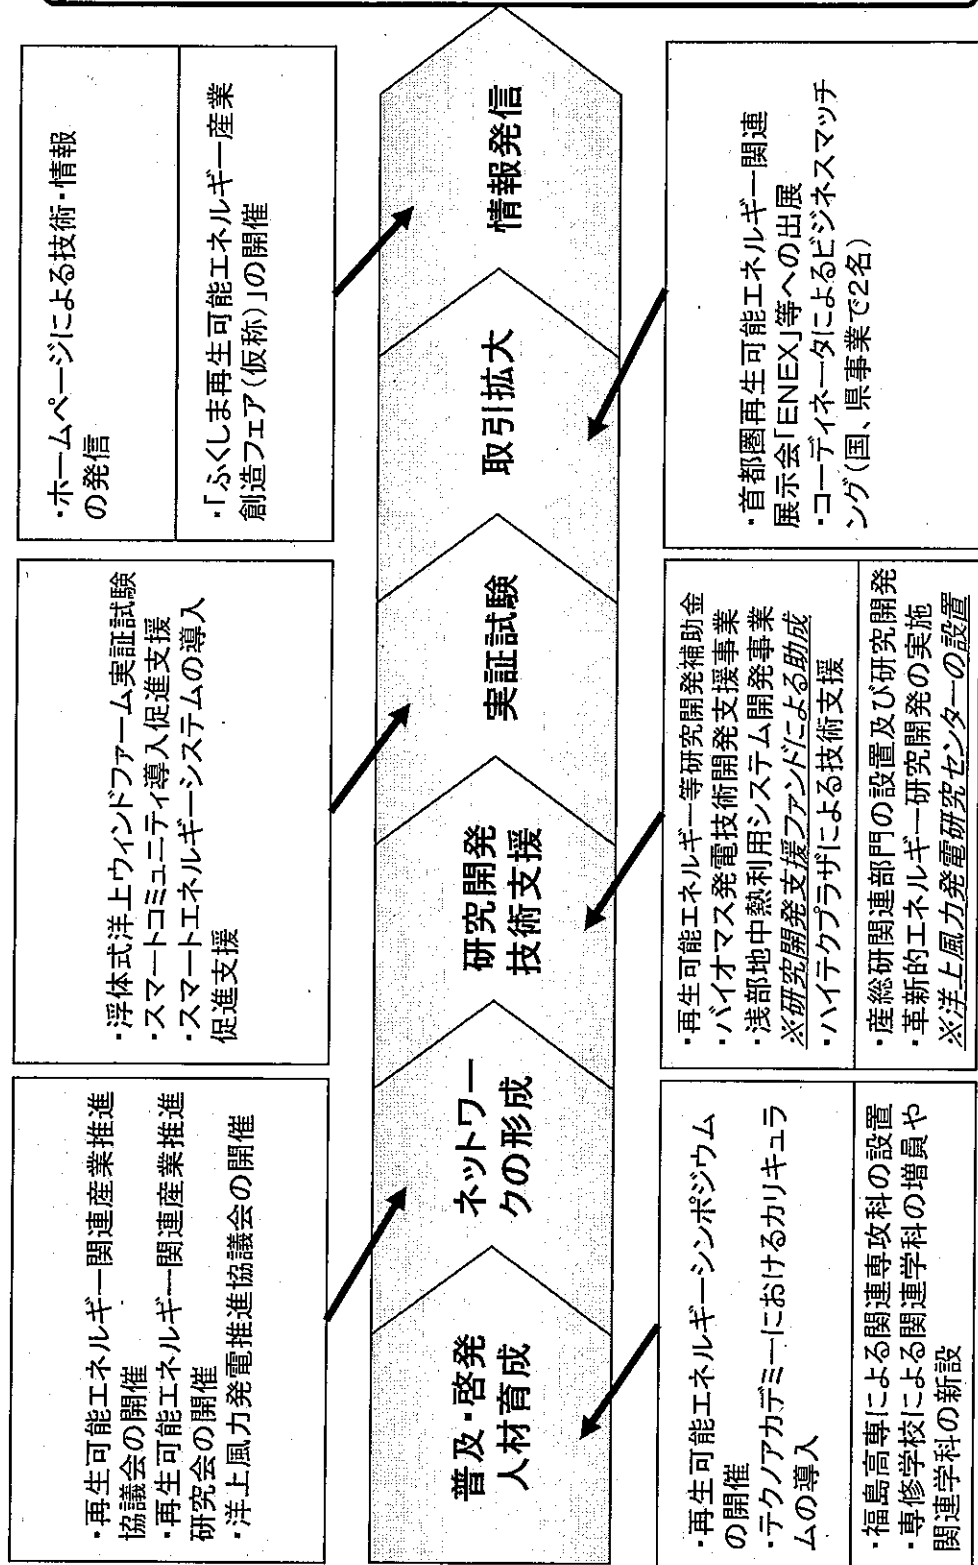 ・再生可能エネルギー関連産業推進
協議会の開催
・再生可能エネルギー関連産業推進
研究会の開催
・洋上風力発電推進協議会の開催
・浮体式洋上ウィンドファーム実証試験
・スマートコミュニティ導入促進支援
・スマートエネルギーシステムの導入
促進支援
・ホームページによる技術・情報
の発信
・「ふくしま再生可能エネルギー産業
創造フェア(仮称)」の開催
普及・啓発
人材育成
ネットワー
クの形成
研究開発
技術支援
実証試験
取引拡大
情報発信
・再生可能エネルギーシンポジウム
の開催
・テクノアカデミーにおけるカリキュラ
ムの導入
・福島高専による関連専攻科の設置
・専修学校による関連学科の増員や
関連学科の新設
・再生可能エネルギー等研究開発補助金
・バイオマス発電技術開発支援事業
・浅部地中熱利用システム開発事業
※研究開発支援ファンドによる助成
・ハイテクプラザによる技術支援
・産総研関連部門の設置及び研究開発
・革新的エネルギー研究開発の実施
※洋上風力発電研究センターの設置
・首都圏再生可能エネルギー関連
展示会「ENEX」等への出展
・コーディネータによるビジネスマッチ
ング(国、県事業で2名)